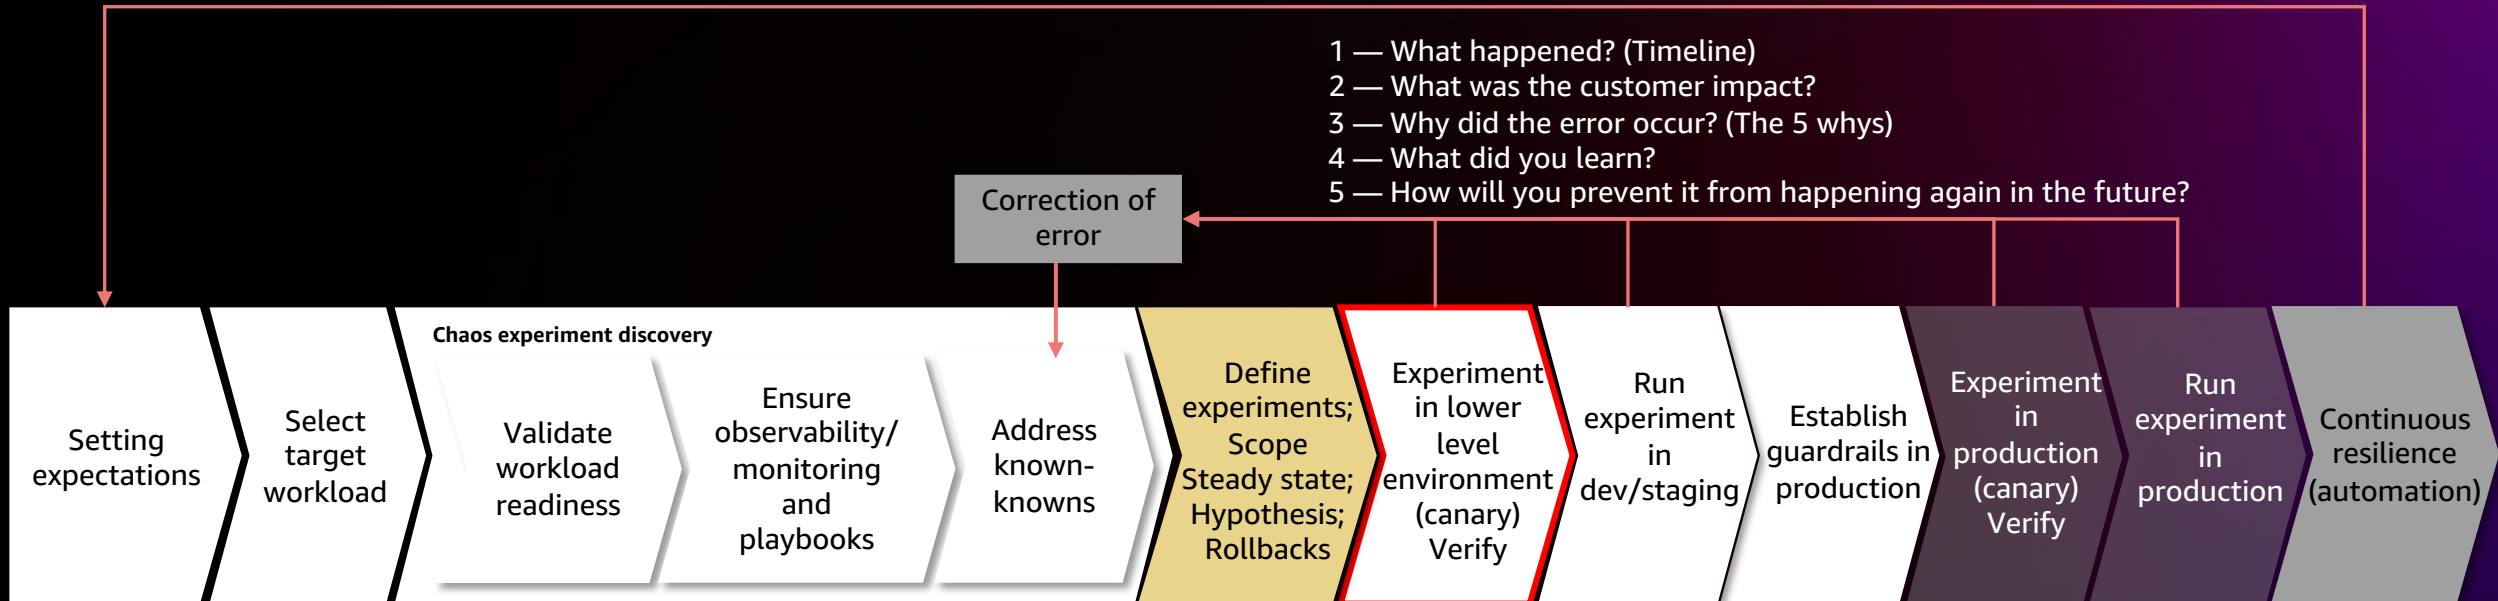 1 — What happened? (Timeline)
2 — What was the customer impact?
3 — Why did the error occur? (The 5 whys)
4 — What did you learn?
5 — How will you prevent it from happening again in the future?
Correction of
error
Setting
expectations
Select
target
workload
Chaos experiment discovery
Validate
workload
readiness
Ensure
observability/
monitoring
and
playbooks
Address
known-
knowns
Define
experiments;
Scope
Steady state;
Hypothesis;
Rollbacks
Experiment
in lower
level
environment
(canary)
Verify
Run
experiment
in
dev/staging
Establish
guardrails in
production
Experiment
in
production
(canary)
Verify
Run
experiment
in
production
Continuous
resilience
(automation)